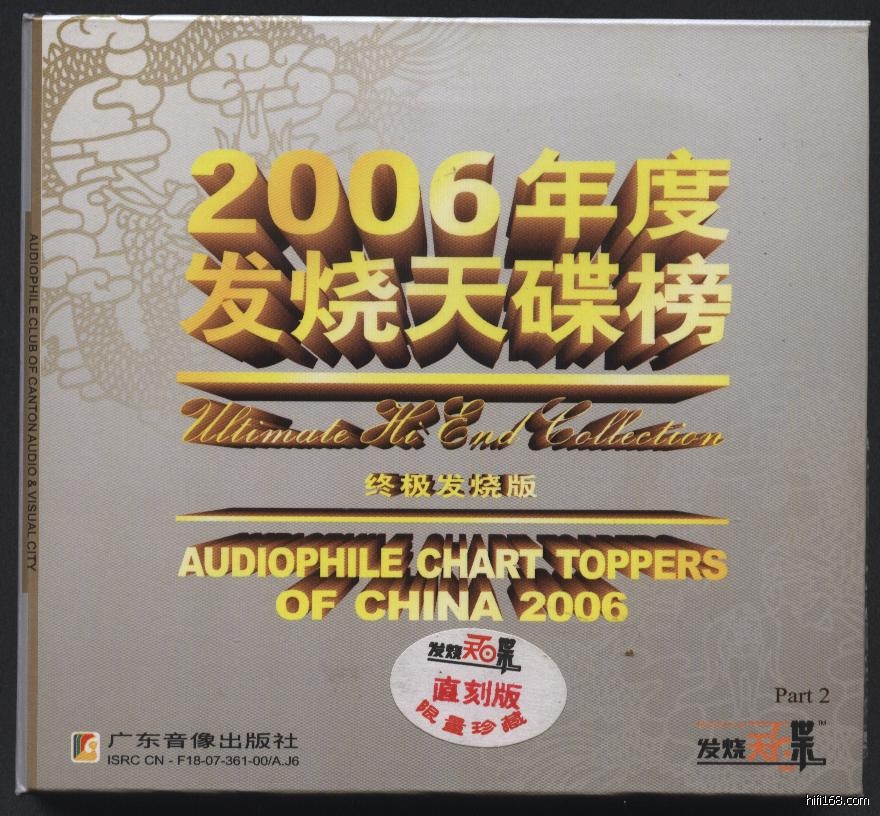 2006年度
发烧天碟榜
Ultimate Hi End Collection
终极发烧版
AUDIOPHILE CHART TOPPERS
OF CHINA 2006
发烧天碟
直刻版
限量珍藏
Part 2
发烧天碟 TM
广东音像出版社
ISRC CN - F18-07-361-00/A.J6
AUDIOPHILE CLUB OF CANTON AUDIO & VISUAL CITY
hifi168.com